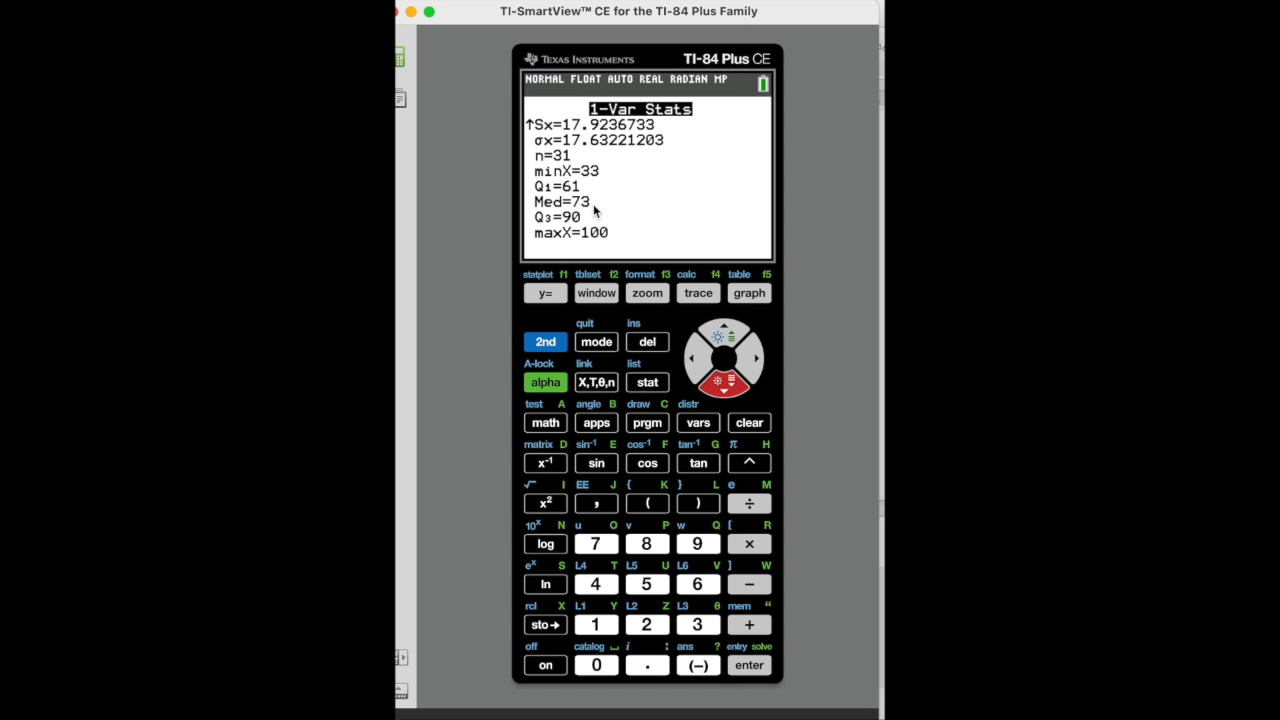 TI-SmartView™ CE for the TI-84 Plus Family
TEXAS INSTRUMENTS TI-84 Plus CE
NORMAL FLOAT AUTO REAL RADIAN MP
1-Var Stats
↑Sx=17.9236733
σx=17.63221203
n=31
minX=33
Q₁=61
Med=73
Q₃=90
maxX=100
statplot f1 tblset f2 format f3 calc f4 table f5
y= window zoom trace graph
quit ins
2nd mode del
A-lock link list
alpha X,T,θ,n stat
test A angle B draw C distr
math apps prgm vars clear
matrix D sin⁻¹ E cos⁻¹ F tan⁻¹ G π H
x⁻¹ sin cos tan ^
√ I EE J { K } L e M
x² , ( ) ÷
10ˣ N u O v P w Q [ R
log 7 8 9 ×
eˣ S L4 T L5 U L6 V ] W
ln 4 5 6 −
rcl X L1 Y L2 Z L3 θ mem “
sto→ 1 2 3 +
off catalog ⎵ i : ans ? entry solve
on 0 . (−) enter